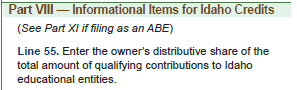 Part VIII — Informational Items for Idaho Credits
(See Part XI if filing as an ABE)
Line 55. Enter the owner's distributive share of the
total amount of qualifying contributions to Idaho
educational entities.